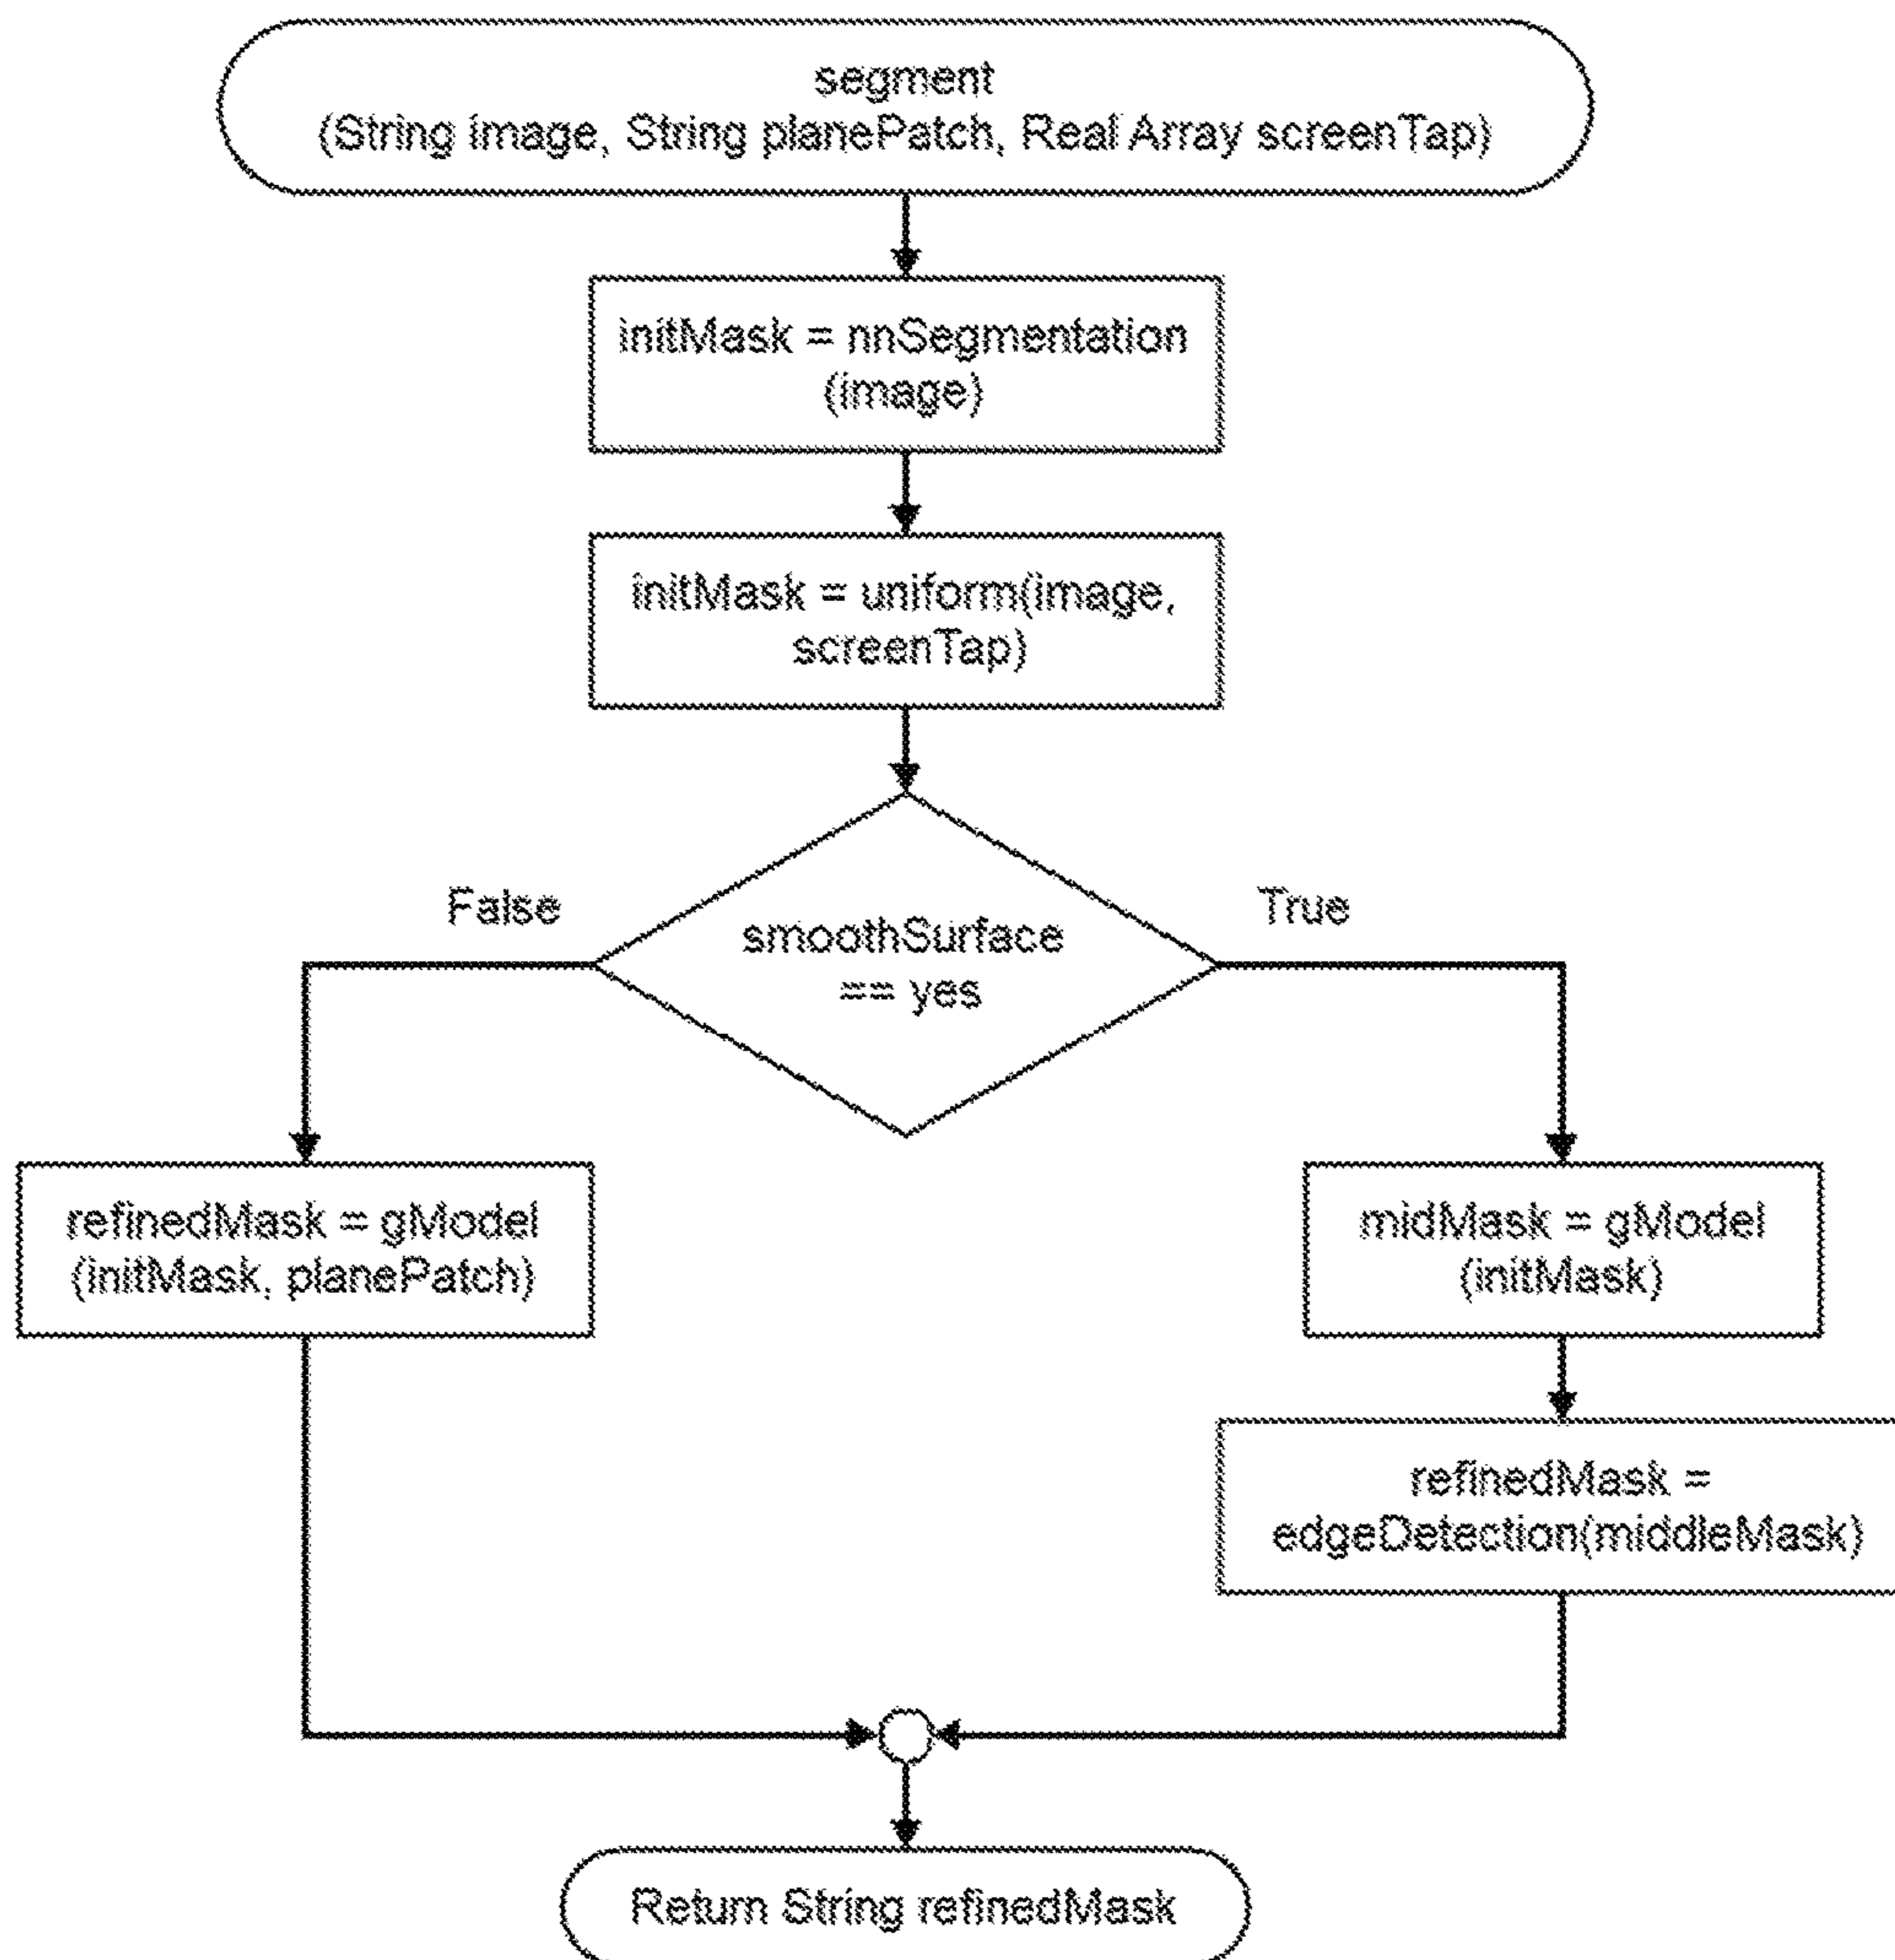 segment
(String image, String planePatch, Real Array screenTap)
initMask = nnSegmentation
(image)
initMask = uniform(image,
screenTap)
False
True
smoothSurface
== yes
refinedMask = gModel
(initMask, planePatch)
midMask = gModel
(initMask)
refinedMask =
edgeDetection(middleMask)
Return String refinedMask